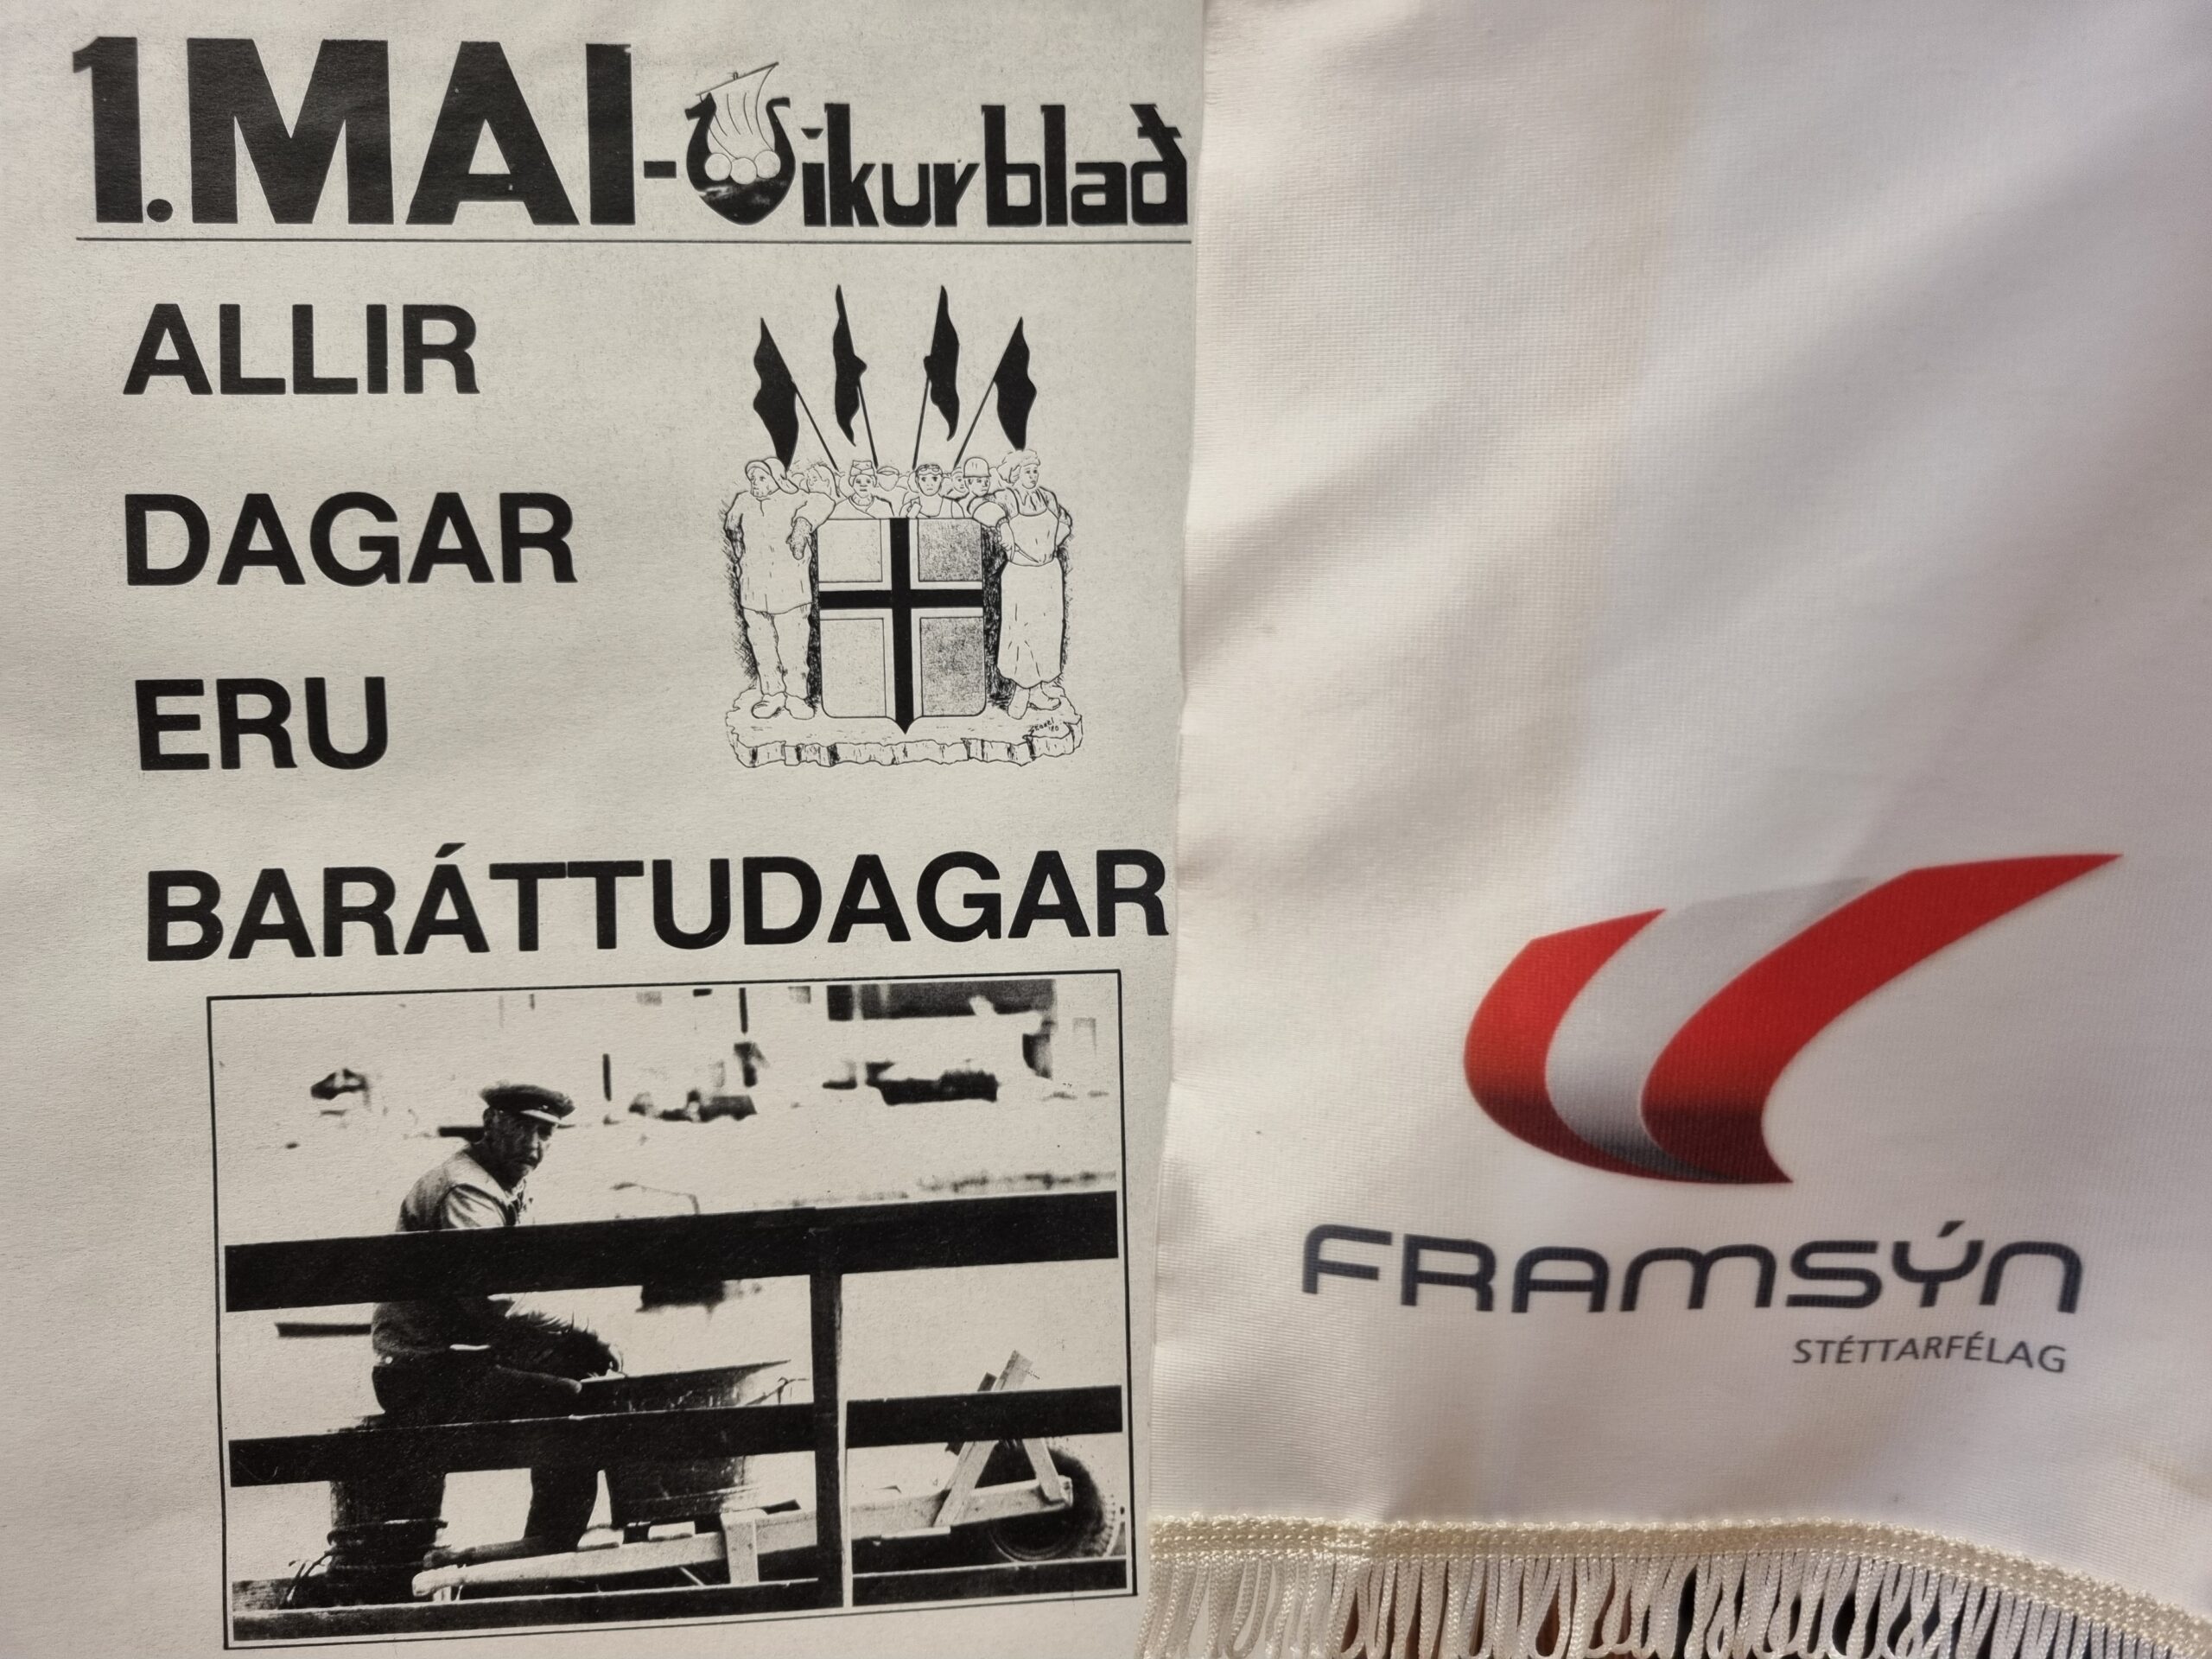 1. MAI-Víkurblað
ALLIR
DAGAR
ERU
BARÁTTUDAGAR
FRAMSÝN
STÉTTARFÉLAG